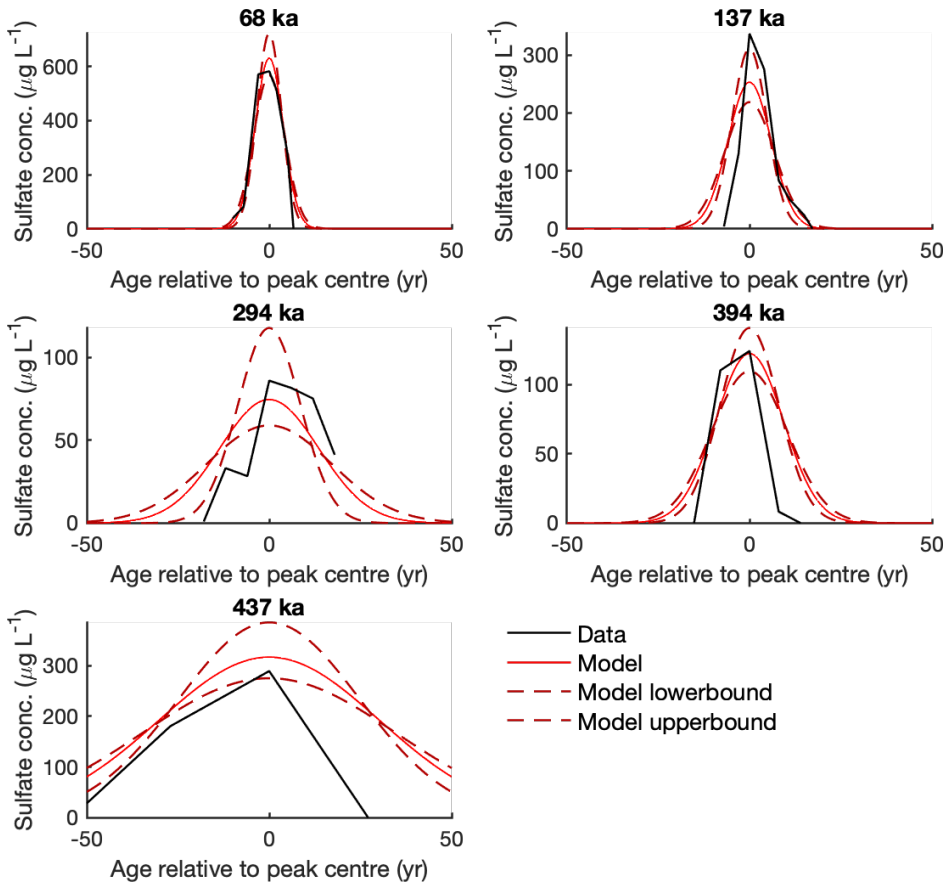 68 ka
Sulfate conc. (μg L⁻¹)
600
400
200
0
-50
0
50
Age relative to peak centre (yr)
137 ka
Sulfate conc. (μg L⁻¹)
300
200
100
0
-50
0
50
Age relative to peak centre (yr)
294 ka
Sulfate conc. (μg L⁻¹)
100
50
0
-50
0
50
Age relative to peak centre (yr)
394 ka
Sulfate conc. (μg L⁻¹)
100
50
0
-50
0
50
Age relative to peak centre (yr)
437 ka
Sulfate conc. (μg L⁻¹)
300
200
100
0
-50
0
50
Age relative to peak centre (yr)
Data
Model
Model lowerbound
Model upperbound